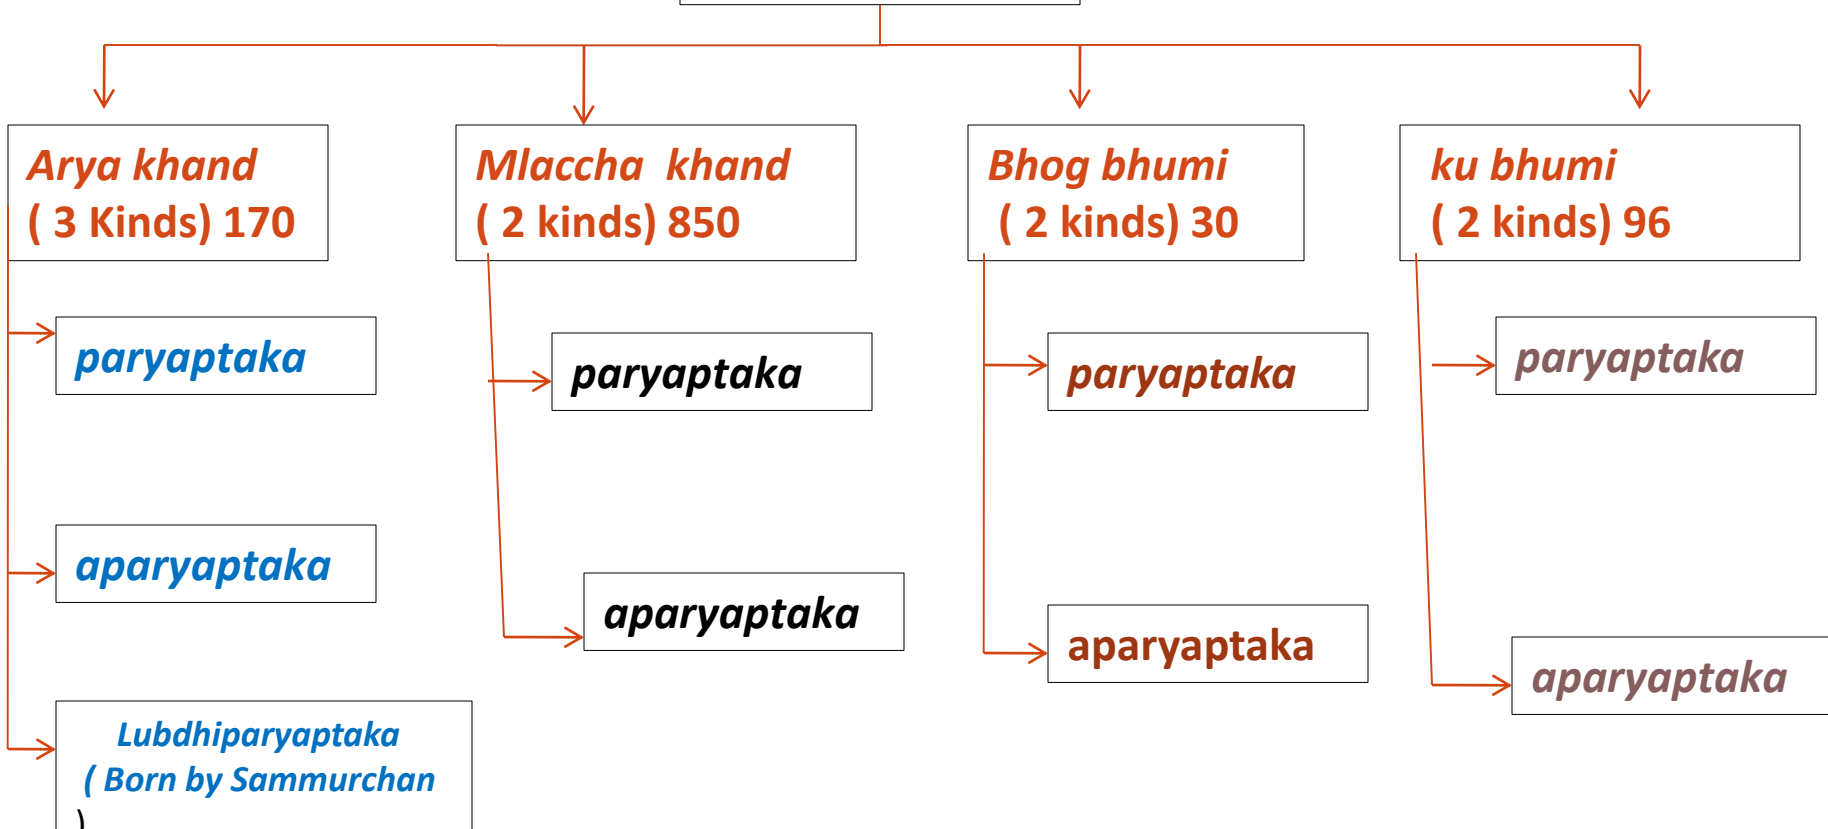 Arya khand
( 3 Kinds) 170
Mlaccha khand
( 2 kinds) 850
Bhog bhumi
( 2 kinds) 30
ku bhumi
( 2 kinds) 96
paryaptaka
paryaptaka
paryaptaka
paryaptaka
aparyaptaka
aparyaptaka
aparyaptaka
aparyaptaka
Lubdhiparyaptaka
( Born by Sammurchan
)